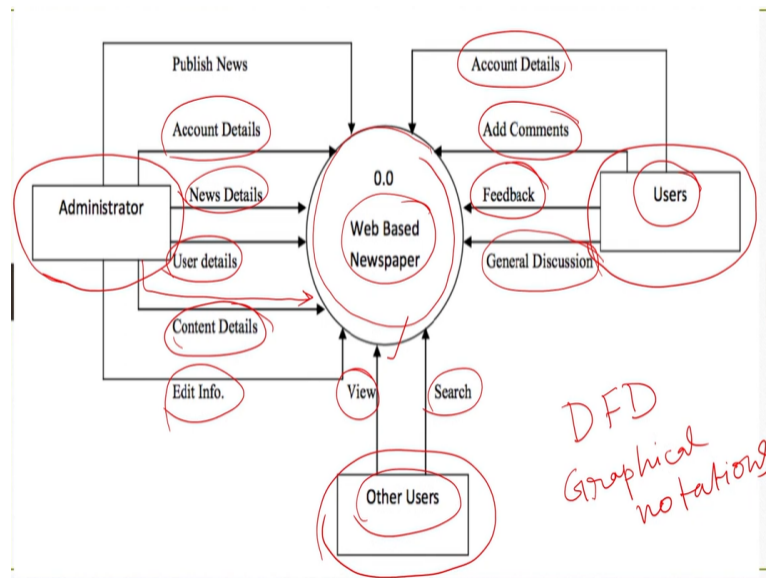 Publish News
Account Details
Account Details
Add Comments
0.0
Administrator
News Details
Web Based
Newspaper
Feedback
Users
User details
General Discussion
Content Details
Edit Info.
View
Search
DFD
Graphical
notations
Other Users